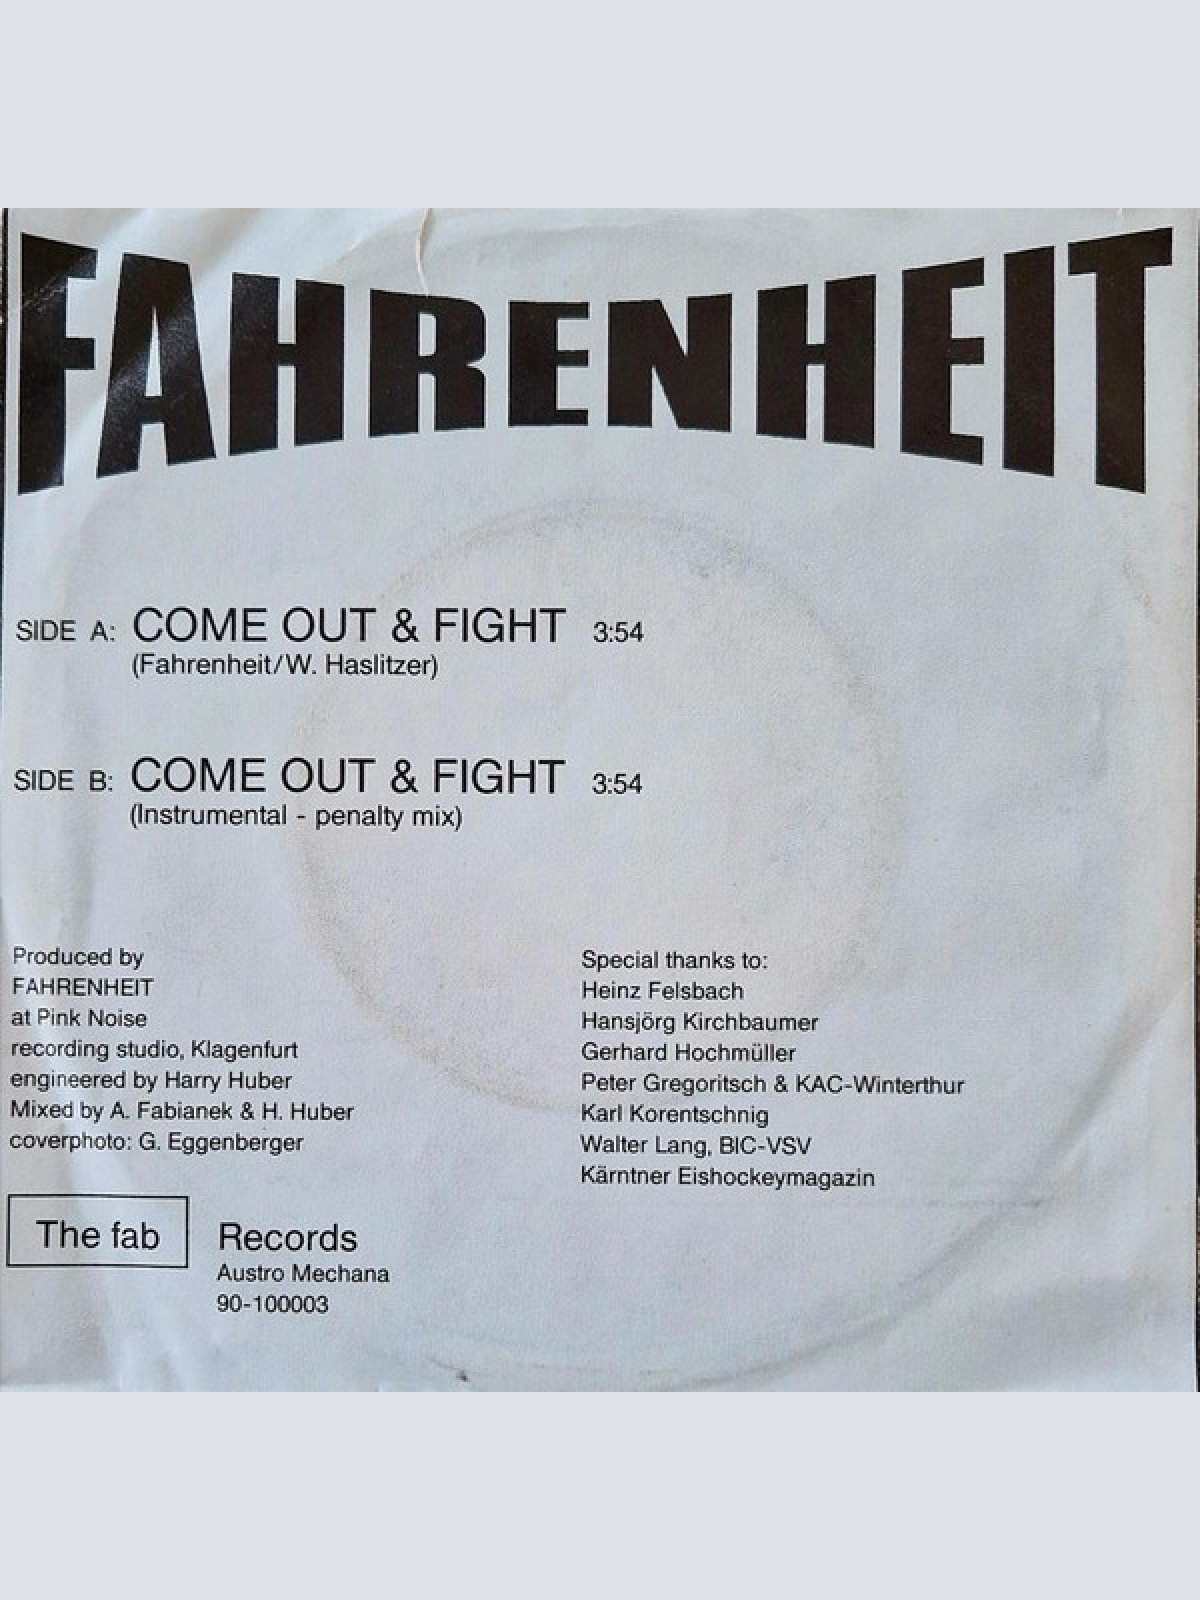 FAHRENHEIT
SIDE A: COME OUT & FIGHT 3:54
(Fahrenheit/W. Haslitzer)
SIDE B: COME OUT & FIGHT 3:54
(Instrumental - penalty mix)
Produced by
FAHRENHEIT
at Pink Noise
recording studio, Klagenfurt
engineered by Harry Huber
Mixed by A. Fabianek & H. Huber
coverphoto: G. Eggenberger
Special thanks to:
Heinz Felsbach
Hansjörg Kirchbaumer
Gerhard Hochmüller
Peter Gregoritsch & KAC-Winterthur
Karl Korentschnig
Walter Lang, BIC-VSV
Kärntner Eishockeymagazin
The fab Records
Austro Mechana
90-100003